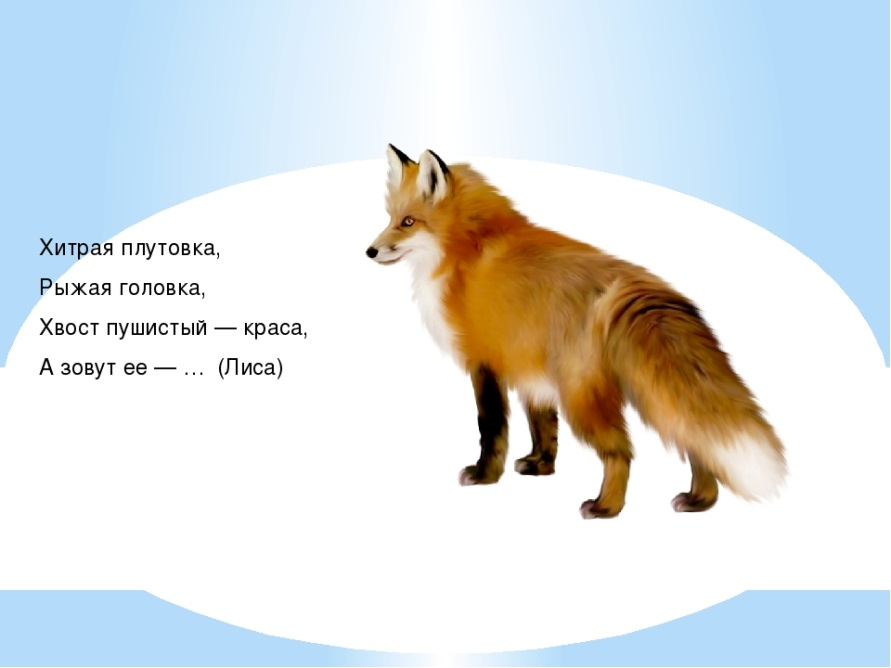 Хитрая плутовка,
Рыжая головка,
Хвост пушистый — краса,
А зовут ее — … (Лиса)